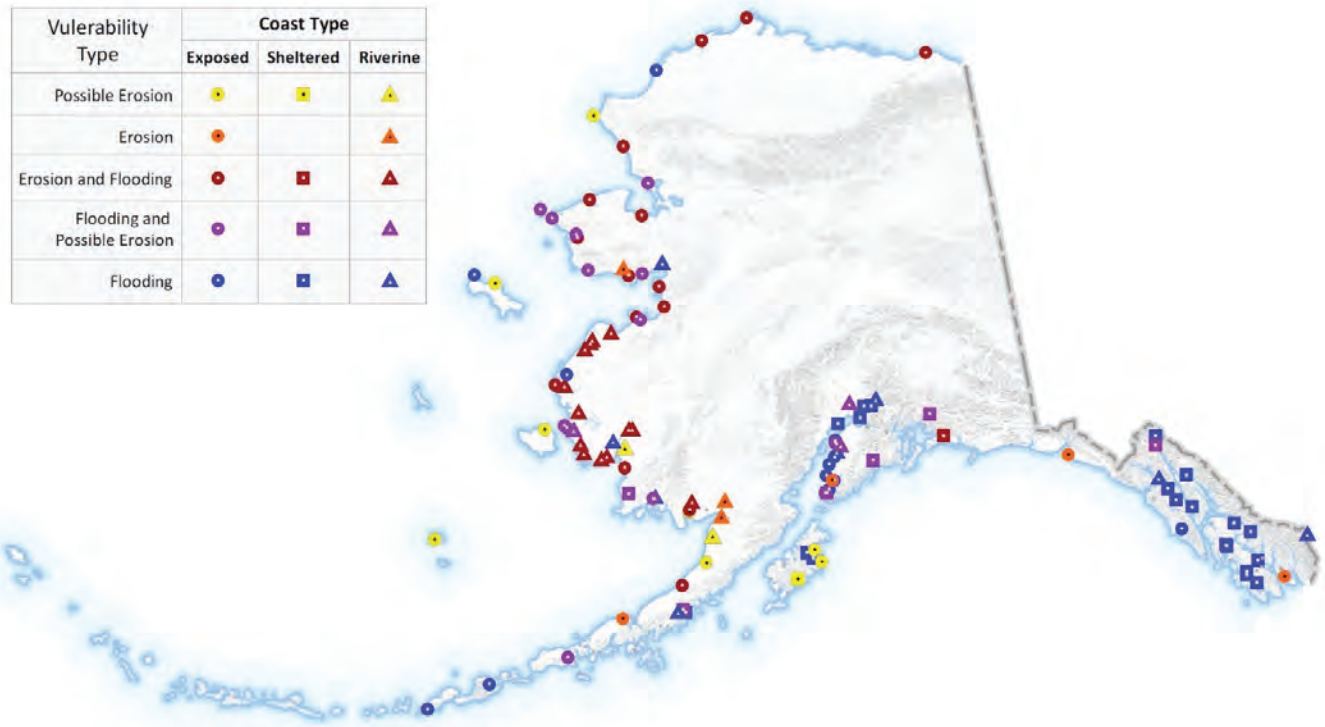 Vulerability
Type
Coast Type
Exposed Sheltered Riverine
Possible Erosion
Erosion
Erosion and Flooding
Flooding and
Possible Erosion
Flooding